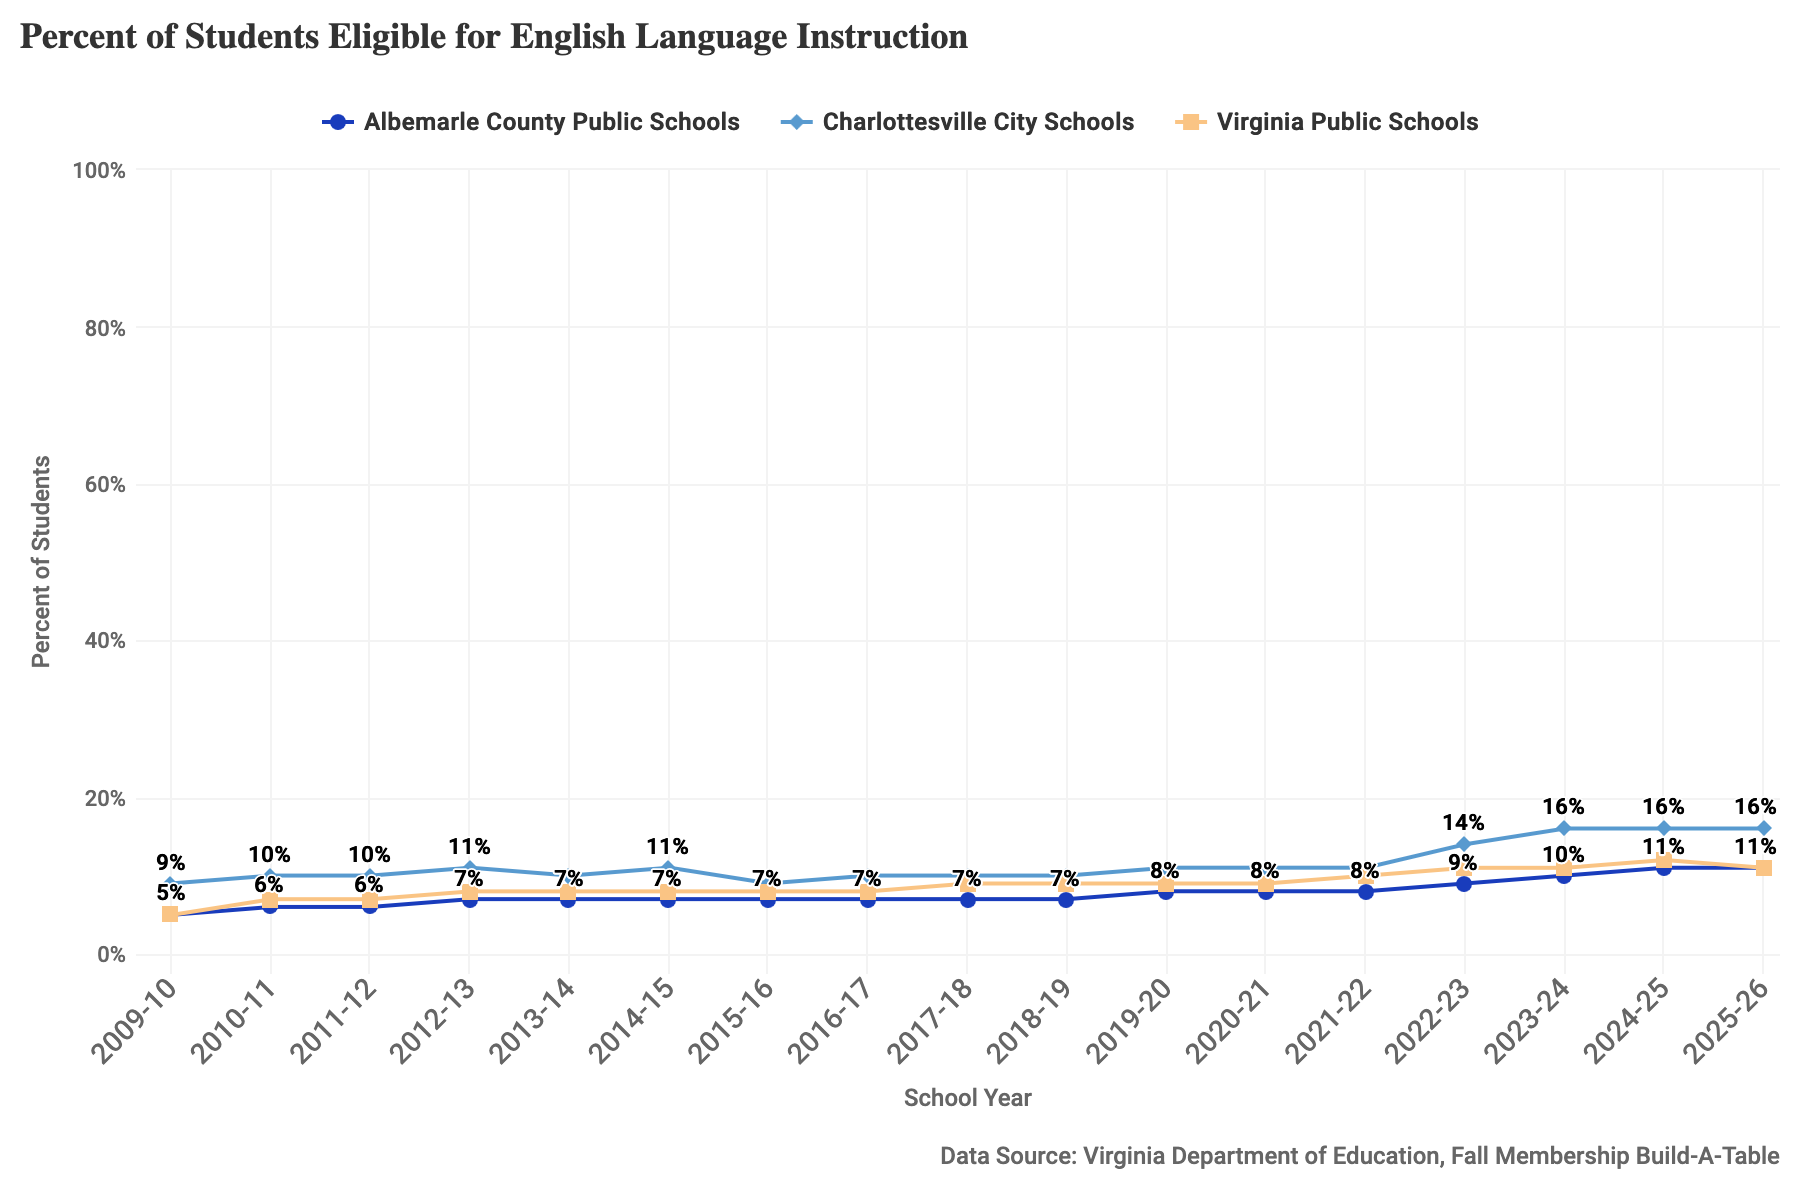 Percent of Students Eligible for English Language Instruction
Albemarle County Public Schools Charlottesville City Schools Virginia Public Schools
100%
80%
60%
40%
20%
0%
Percent of Students
9% 10% 10% 11% 11% 14% 16% 16% 16%
5% 6% 6% 7% 7% 7% 7% 7% 7% 7% 8% 8% 8% 9% 10% 11% 11%
2009-10 2010-11 2011-12 2012-13 2013-14 2014-15 2015-16 2016-17 2017-18 2018-19 2019-20 2020-21 2021-22 2022-23 2023-24 2024-25 2025-26
School Year
Data Source: Virginia Department of Education, Fall Membership Build-A-Table